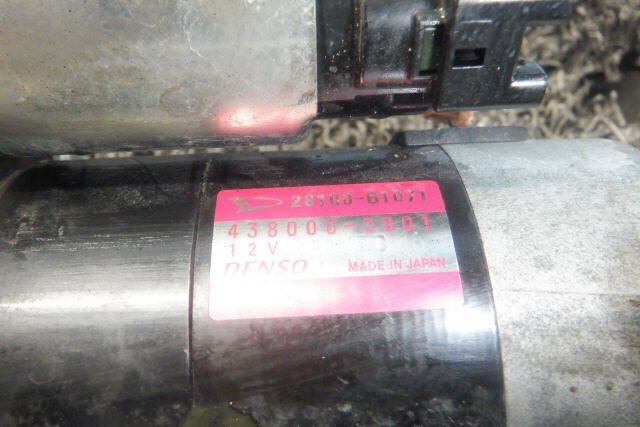 28100-B1071
438000-3801
12V
DENSO MADE IN JAPAN